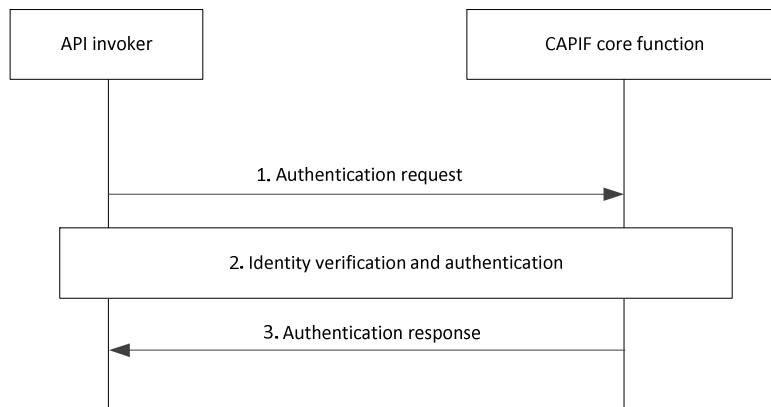 API invoker
CAPIF core function
1. Authentication request
2. Identity verification and authentication
3. Authentication response